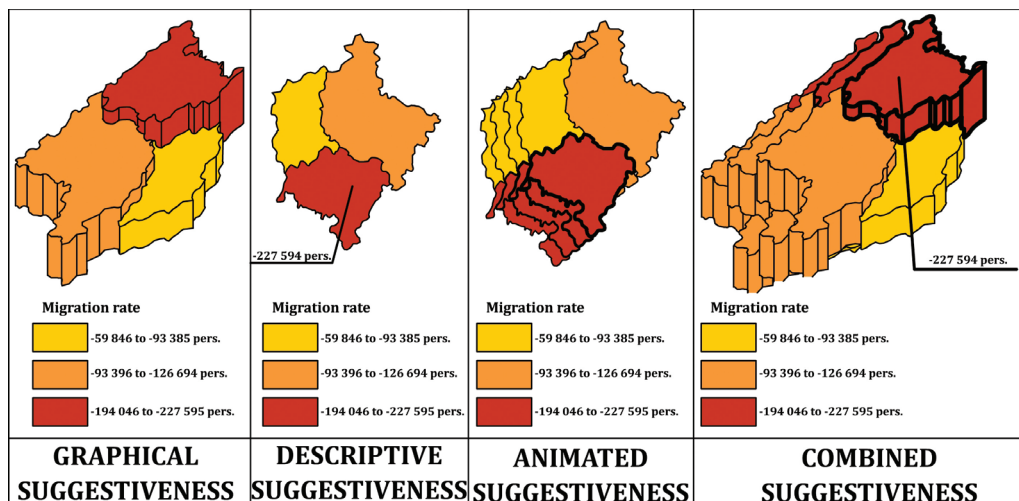 -227 594 pers.
-227 594 pers.
Migration rate
-59 846 to -93 385 pers.
-93 396 to -126 694 pers.
-194 046 to -227 595 pers.
Migration rate
-59 846 to -93 385 pers.
-93 396 to -126 694 pers.
-194 046 to -227 595 pers.
Migration rate
-59 846 to -93 385 pers.
-93 396 to -126 694 pers.
-194 046 to -227 595 pers.
Migration rate
-59 846 to -93 385 pers.
-93 396 to -126 694 pers.
-194 046 to -227 595 pers.
GRAPHICAL
SUGGESTIVENESS
DESCRIPTIVE
SUGGESTIVENESS
ANIMATED
SUGGESTIVENESS
COMBINED
SUGGESTIVENESS